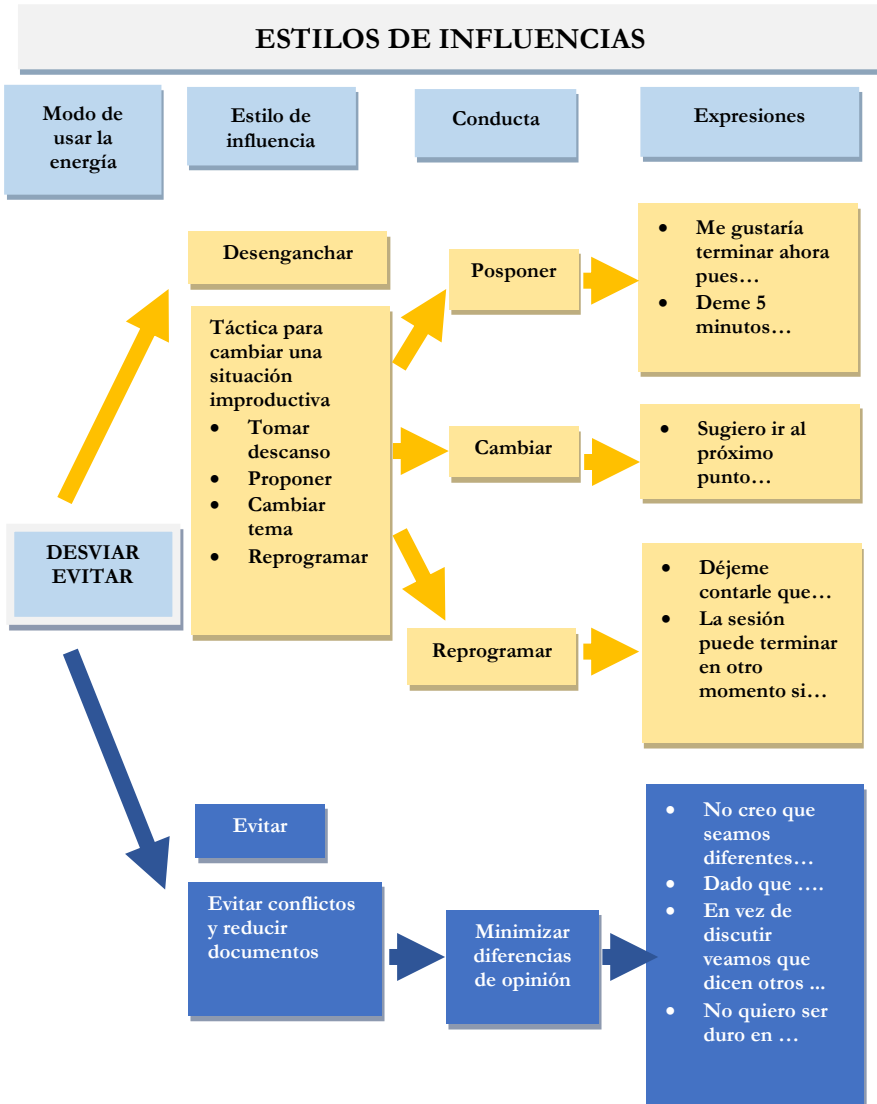 ESTILOS DE INFLUENCIAS
Modo de
usar la
energía
Estilo de
influencia
Conducta
Expresiones
Desenganchar
Táctica para
cambiar una
situación
improductiva
• Tomar
descanso
• Proponer
• Cambiar
tema
• Reprogramar
Posponer
• Me gustaría
terminar ahora
pues…
• Deme 5
minutos…
Cambiar
• Sugiero ir al
próximo
punto…
DESVIAR
EVITAR
Reprogramar
• Déjeme
contarle que…
• La sesión
puede terminar
en otro
momento si…
Evitar
Evitar conflictos
y reducir
documentos
Minimizar
diferencias
de opinión
• No creo que
seamos
diferentes…
• Dado que ….
• En vez de
discutir
veamos que
dicen otros ...
• No quiero ser
duro en …